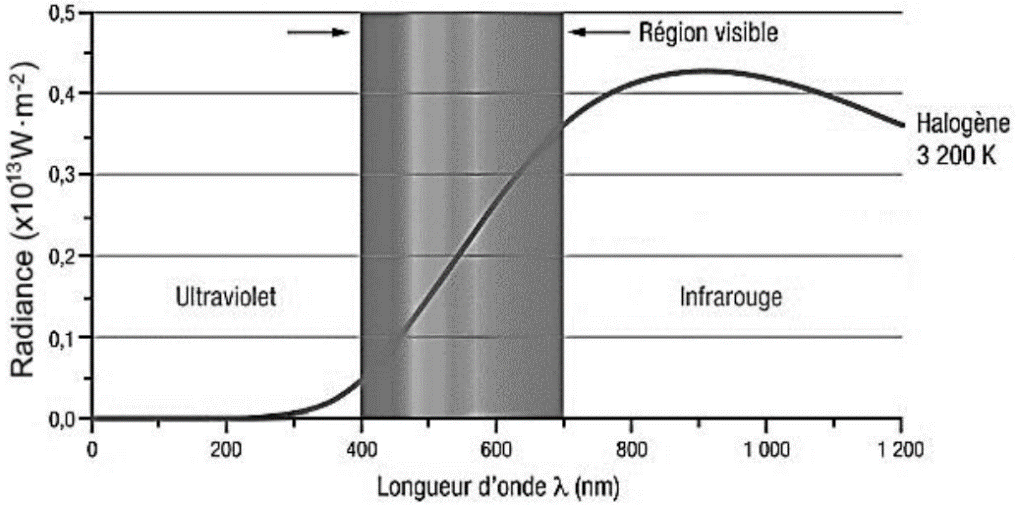 Radiance (x10¹³W·m⁻²)
0,5
0,4
0,3
0,2
0,1
0,0
Région visible
Halogène
3 200 K
Ultraviolet
Infrarouge
0
200
400
600
800
1 000
1 200
Longueur d'onde λ (nm)